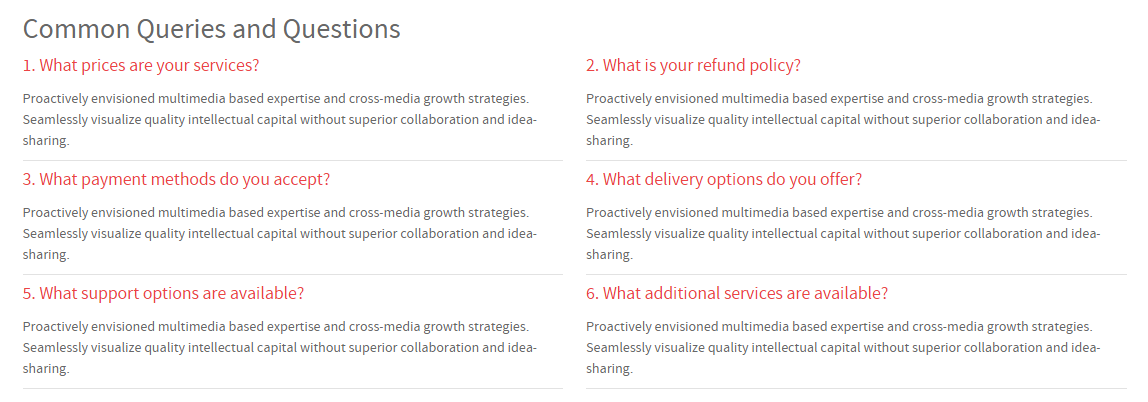 Common Queries and Questions
1. What prices are your services?
Proactively envisioned multimedia based expertise and cross-media growth strategies.
Seamlessly visualize quality intellectual capital without superior collaboration and idea-
sharing.
2. What is your refund policy?
Proactively envisioned multimedia based expertise and cross-media growth strategies.
Seamlessly visualize quality intellectual capital without superior collaboration and idea-
sharing.
3. What payment methods do you accept?
Proactively envisioned multimedia based expertise and cross-media growth strategies.
Seamlessly visualize quality intellectual capital without superior collaboration and idea-
sharing.
4. What delivery options do you offer?
Proactively envisioned multimedia based expertise and cross-media growth strategies.
Seamlessly visualize quality intellectual capital without superior collaboration and idea-
sharing.
5. What support options are available?
Proactively envisioned multimedia based expertise and cross-media growth strategies.
Seamlessly visualize quality intellectual capital without superior collaboration and idea-
sharing.
6. What additional services are available?
Proactively envisioned multimedia based expertise and cross-media growth strategies.
Seamlessly visualize quality intellectual capital without superior collaboration and idea-
sharing.